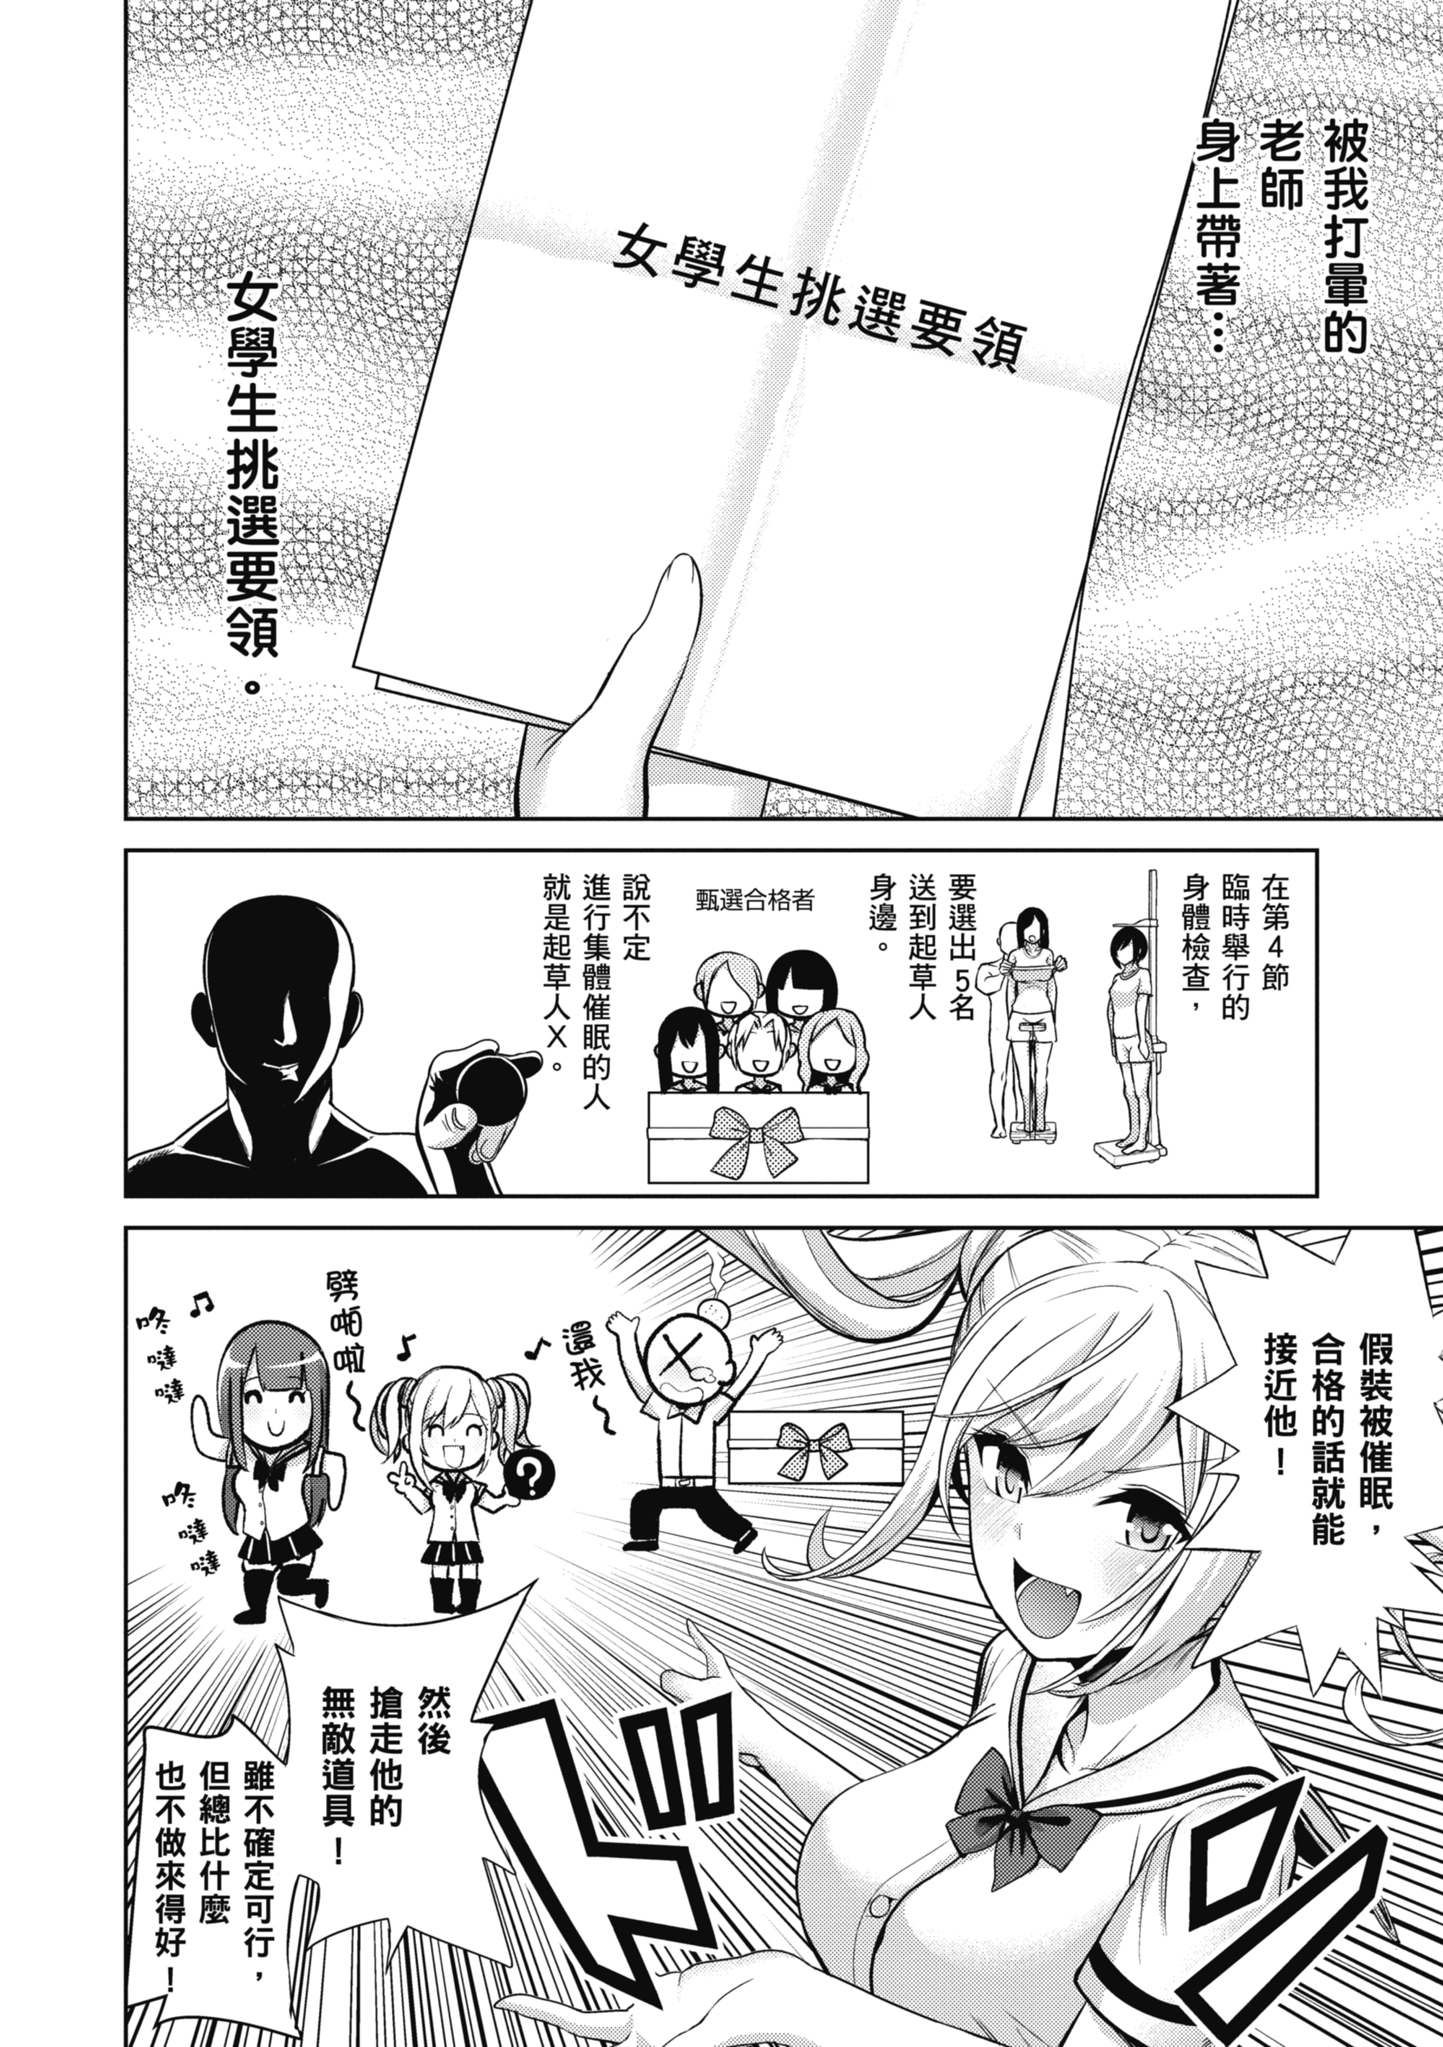 被我打暈的
老師
身上帶著…
女學生挑選要領
女學生挑選要領。
在第4節
臨時舉行的
身體檢查，
要選出5名
送到起草人
身邊。
甄選合格者
說不定
進行集體催眠的人
就是起草人X。
假裝被催眠，
合格的話就能
接近他！
還我～
劈啪啦～
?
咚噠噠
咚噠噠
然後
搶走他的
無敵道具！
雖不確定可行，
但總比什麼
也不做來得好！
バババン